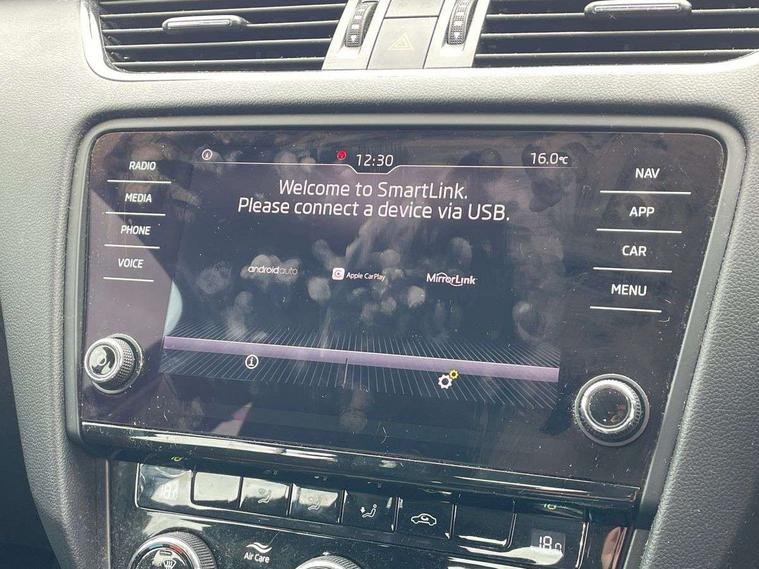 12:30
16.0°C
RADIO
MEDIA
PHONE
VOICE
Welcome to SmartLink.
Please connect a device via USB.
androidauto
Apple CarPlay
MirrorLink
NAV
APP
CAR
MENU
Air Care